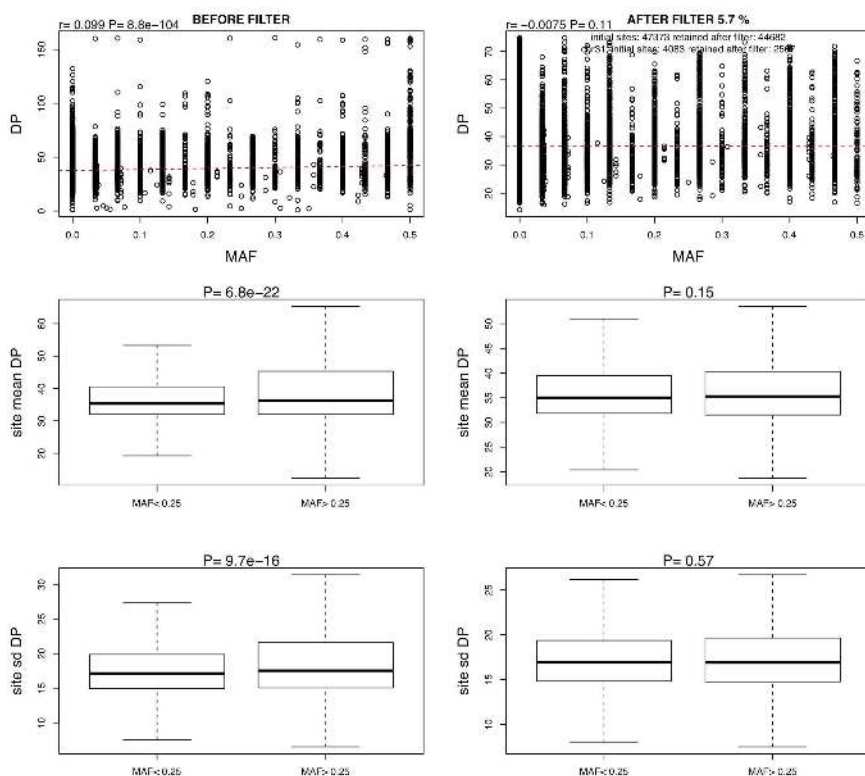 BEFORE FILTER
r= 0.099 P= 8.8e−104
DP
150
100
50
0
0.0 0.1 0.2 0.3 0.4 0.5
MAF
AFTER FILTER 5.7 %
r= −0.0075 P= 0.11
initial sites: 47373 retained after filter: 44682
initial sites: 4083 retained after filter:
DP
70
60
50
40
30
20
0.0 0.1 0.2 0.3 0.4 0.5
MAF
P= 6.8e−22
site mean DP
60
50
40
30
20
MAF< 0.25 MAF> 0.25
P= 0.15
site mean DP
50
45
40
35
30
25
20
MAF< 0.25 MAF> 0.25
P= 9.7e−16
site sd DP
30
25
20
15
10
MAF< 0.25 MAF> 0.25
P= 0.57
site sd DP
25
20
15
10
MAF< 0.25 MAF> 0.25